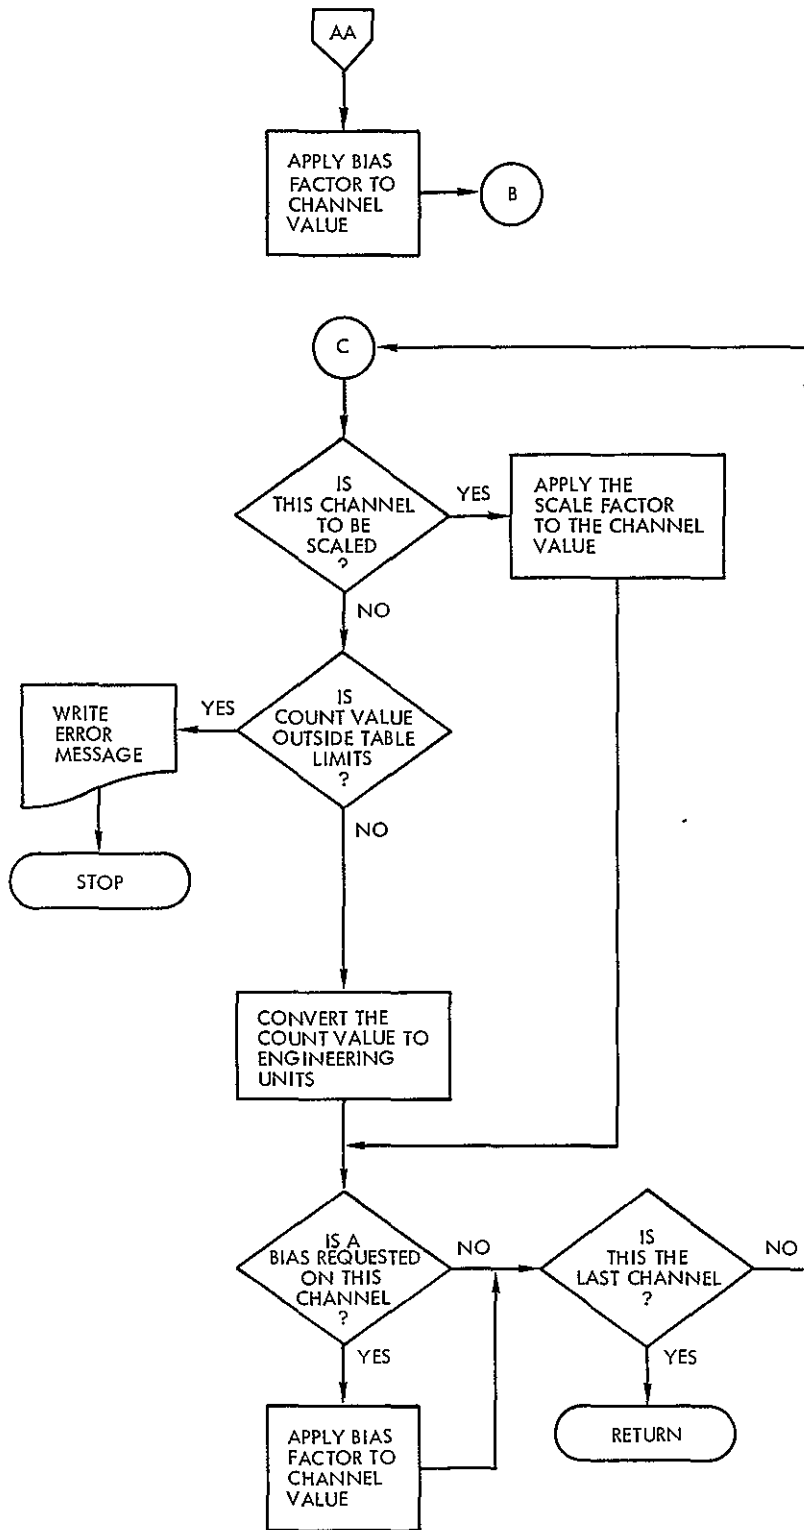 AA
APPLY BIAS
FACTOR TO
CHANNEL
VALUE
B
C
IS
THIS CHANNEL
TO BE
SCALED
?
YES
APPLY THE
SCALE FACTOR
TO THE CHANNEL
VALUE
NO
IS
COUNT VALUE
OUTSIDE TABLE
LIMITS
?
YES
WRITE
ERROR
MESSAGE
STOP
NO
CONVERT THE
COUNT VALUE TO
ENGINEERING
UNITS
IS A
BIAS REQUESTED
ON THIS
CHANNEL
?
NO
IS
THIS THE
LAST CHANNEL
?
NO
YES
APPLY BIAS
FACTOR TO
CHANNEL
VALUE
YES
RETURN